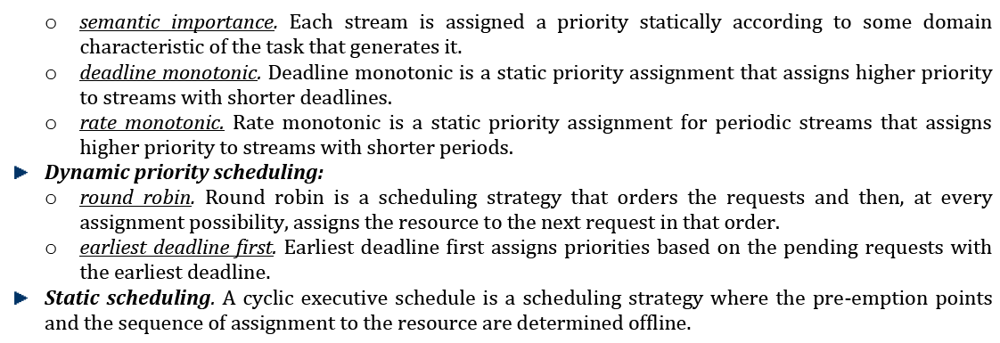 o semantic importance. Each stream is assigned a priority statically according to some domain
characteristic of the task that generates it.
o deadline monotonic. Deadline monotonic is a static priority assignment that assigns higher priority
to streams with shorter deadlines.
o rate monotonic. Rate monotonic is a static priority assignment for periodic streams that assigns
higher priority to streams with shorter periods.
► Dynamic priority scheduling:
o round robin. Round robin is a scheduling strategy that orders the requests and then, at every
assignment possibility, assigns the resource to the next request in that order.
o earliest deadline first. Earliest deadline first assigns priorities based on the pending requests with
the earliest deadline.
► Static scheduling. A cyclic executive schedule is a scheduling strategy where the pre-emption points
and the sequence of assignment to the resource are determined offline.